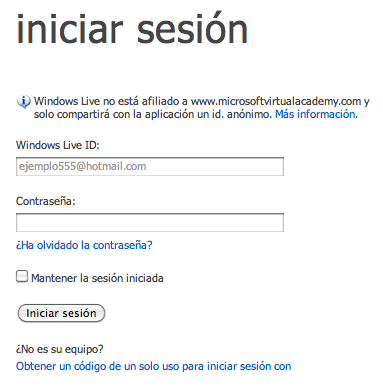 iniciar sesión
Windows Live no está afiliado a www.microsoftvirtualacademy.com y
solo compartirá con la aplicación un id. anónimo. Más información.
Windows Live ID:
ejemplo555@hotmail.com
Contraseña:
¿Ha olvidado la contraseña?
Mantener la sesión iniciada
Iniciar sesión
¿No es su equipo?
Obtener un código de un solo uso para iniciar sesión con